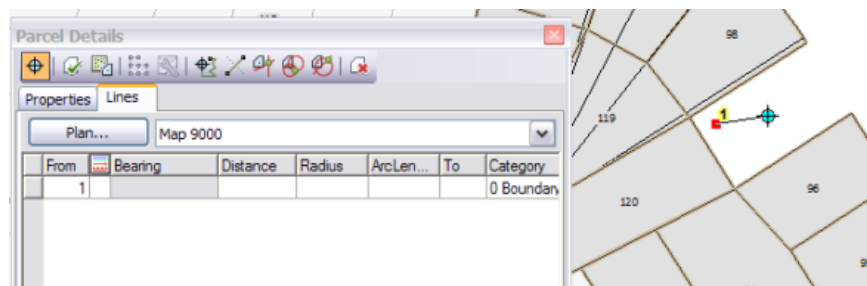 Parcel Details
98
Properties Lines
1
119
Plan... Map 9000
From Bearing Distance Radius ArcLen... To Category
1 0 Boundary
120
96